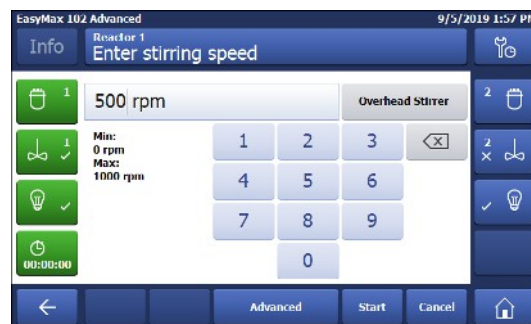 EasyMax 102 Advanced
9/5/2019 1:57 PM
Info
Reactor 1
Enter stirring speed
1
500 rpm
Overhead Stirrer
2
1
Min:
0 rpm
Max:
1000 rpm
1 2 3
2
4 5 6
7 8 9
00:00:00
0
Advanced
Start
Cancel